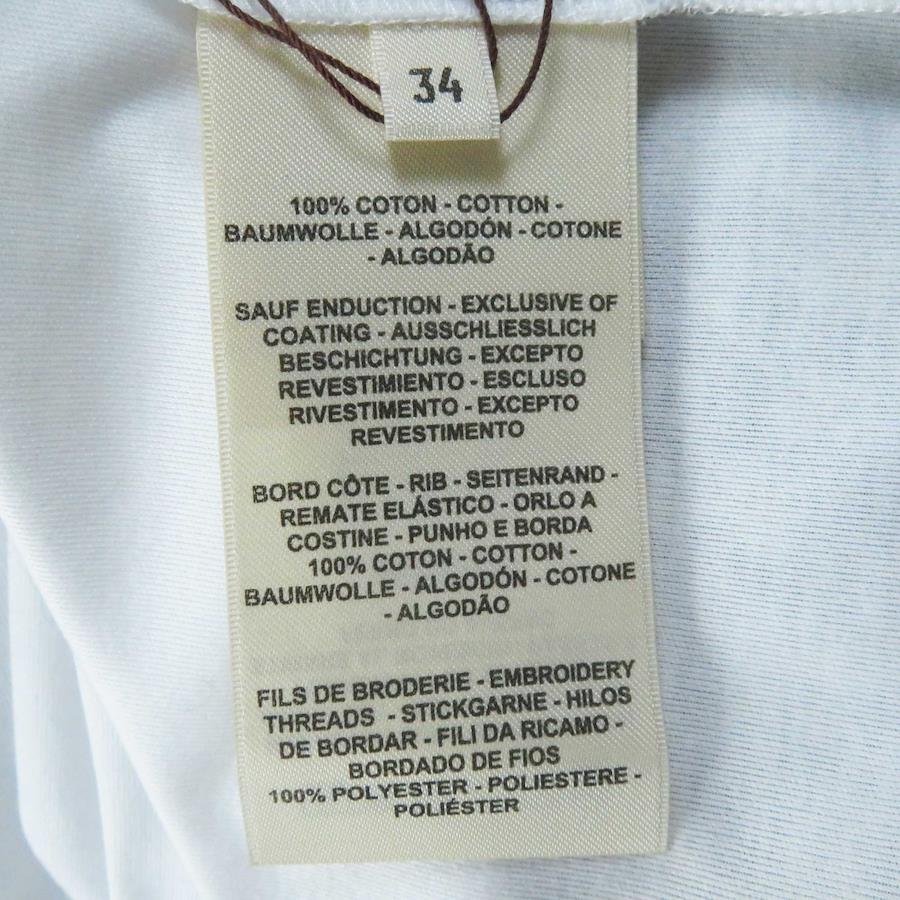 34
100% COTON - COTTON -
BAUMWOLLE - ALGODÓN - COTONE
- ALGODÃO
SAUF ENDUCTION - EXCLUSIVE OF
COATING - AUSSCHLIESSLICH
BESCHICHTUNG - EXCEPTO
REVESTIMIENTO - ESCLUSO
RIVESTIMENTO - EXCEPTO
REVESTIMENTO
BORD CÔTE - RIB - SEITENRAND -
REMATE ELÁSTICO - ORLO A
COSTINE - PUNHO E BORDA
100% COTON - COTTON -
BAUMWOLLE - ALGODÓN - COTONE
- ALGODÃO
FILS DE BRODERIE - EMBROIDERY
THREADS - STICKGARNE - HILOS
DE BORDAR - FILI DA RICAMO -
BORDADO DE FIOS
100% POLYESTER - POLIESTERE -
POLIÉSTER